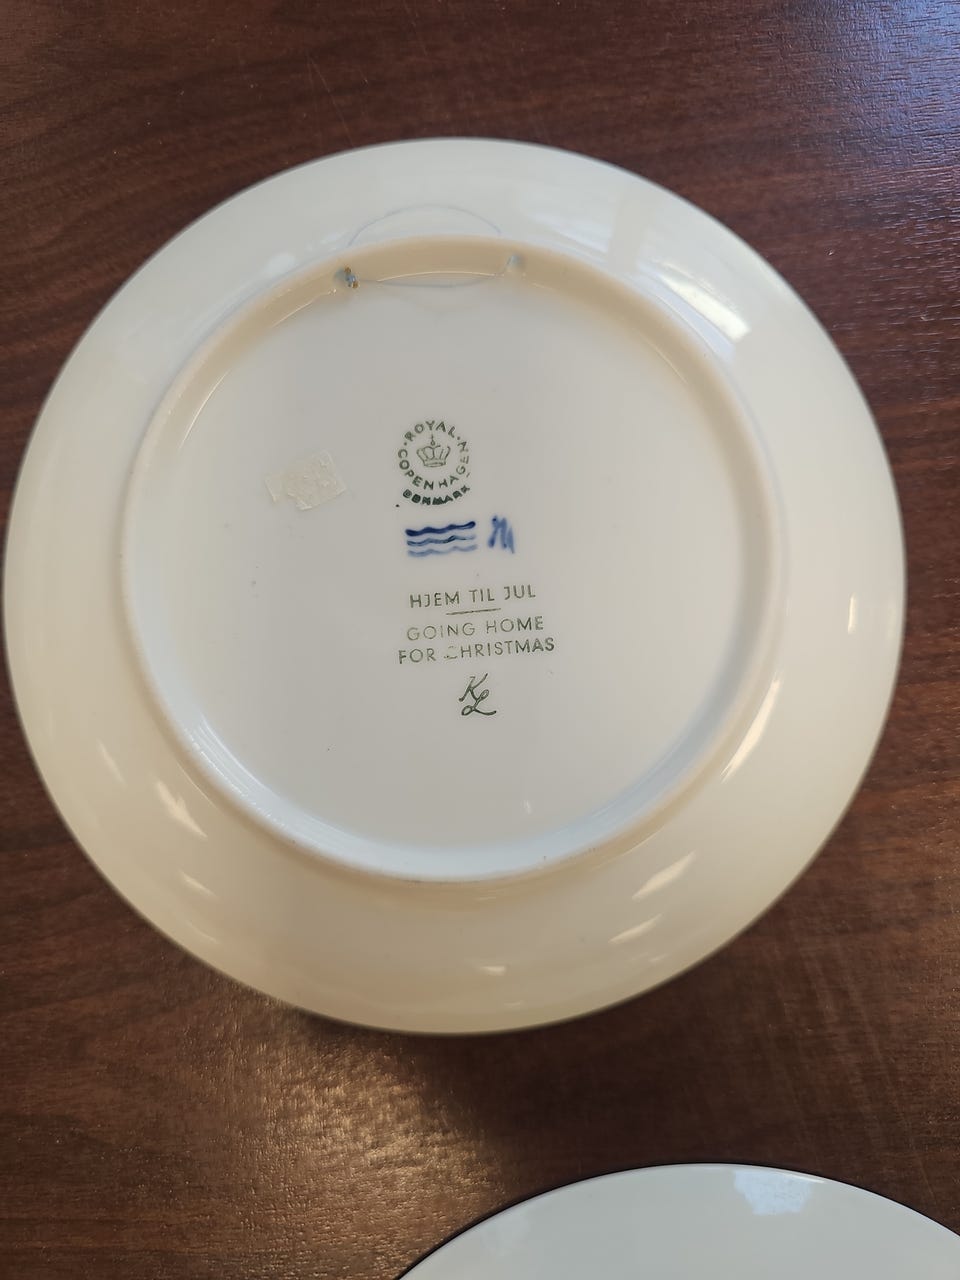 ROYAL
COPENHAGEN
DENMARK
HJEM TIL JUL
GOING HOME
FOR CHRISTMAS
KL